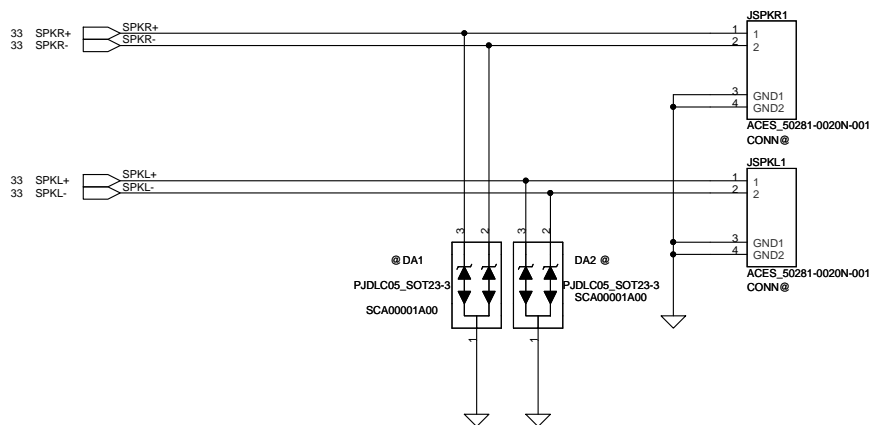 JSPKR1
33 SPKR+ SPKR+ 1 1
33 SPKR- SPKR- 2 2
3 GND1
4 GND2
ACES_50281-0020N-001
CONN@
JSPKL1
33 SPKL+ SPKL+ 1 1
33 SPKL- SPKL- 2 2
3 2 3 2
3 GND1
4 GND2
@ DA1 DA2 @
ACES_50281-0020N-001
CONN@
PJDLC05_SOT23-3 PJDLC05_SOT23-3
SCA00001A00 SCA00001A00
1 1